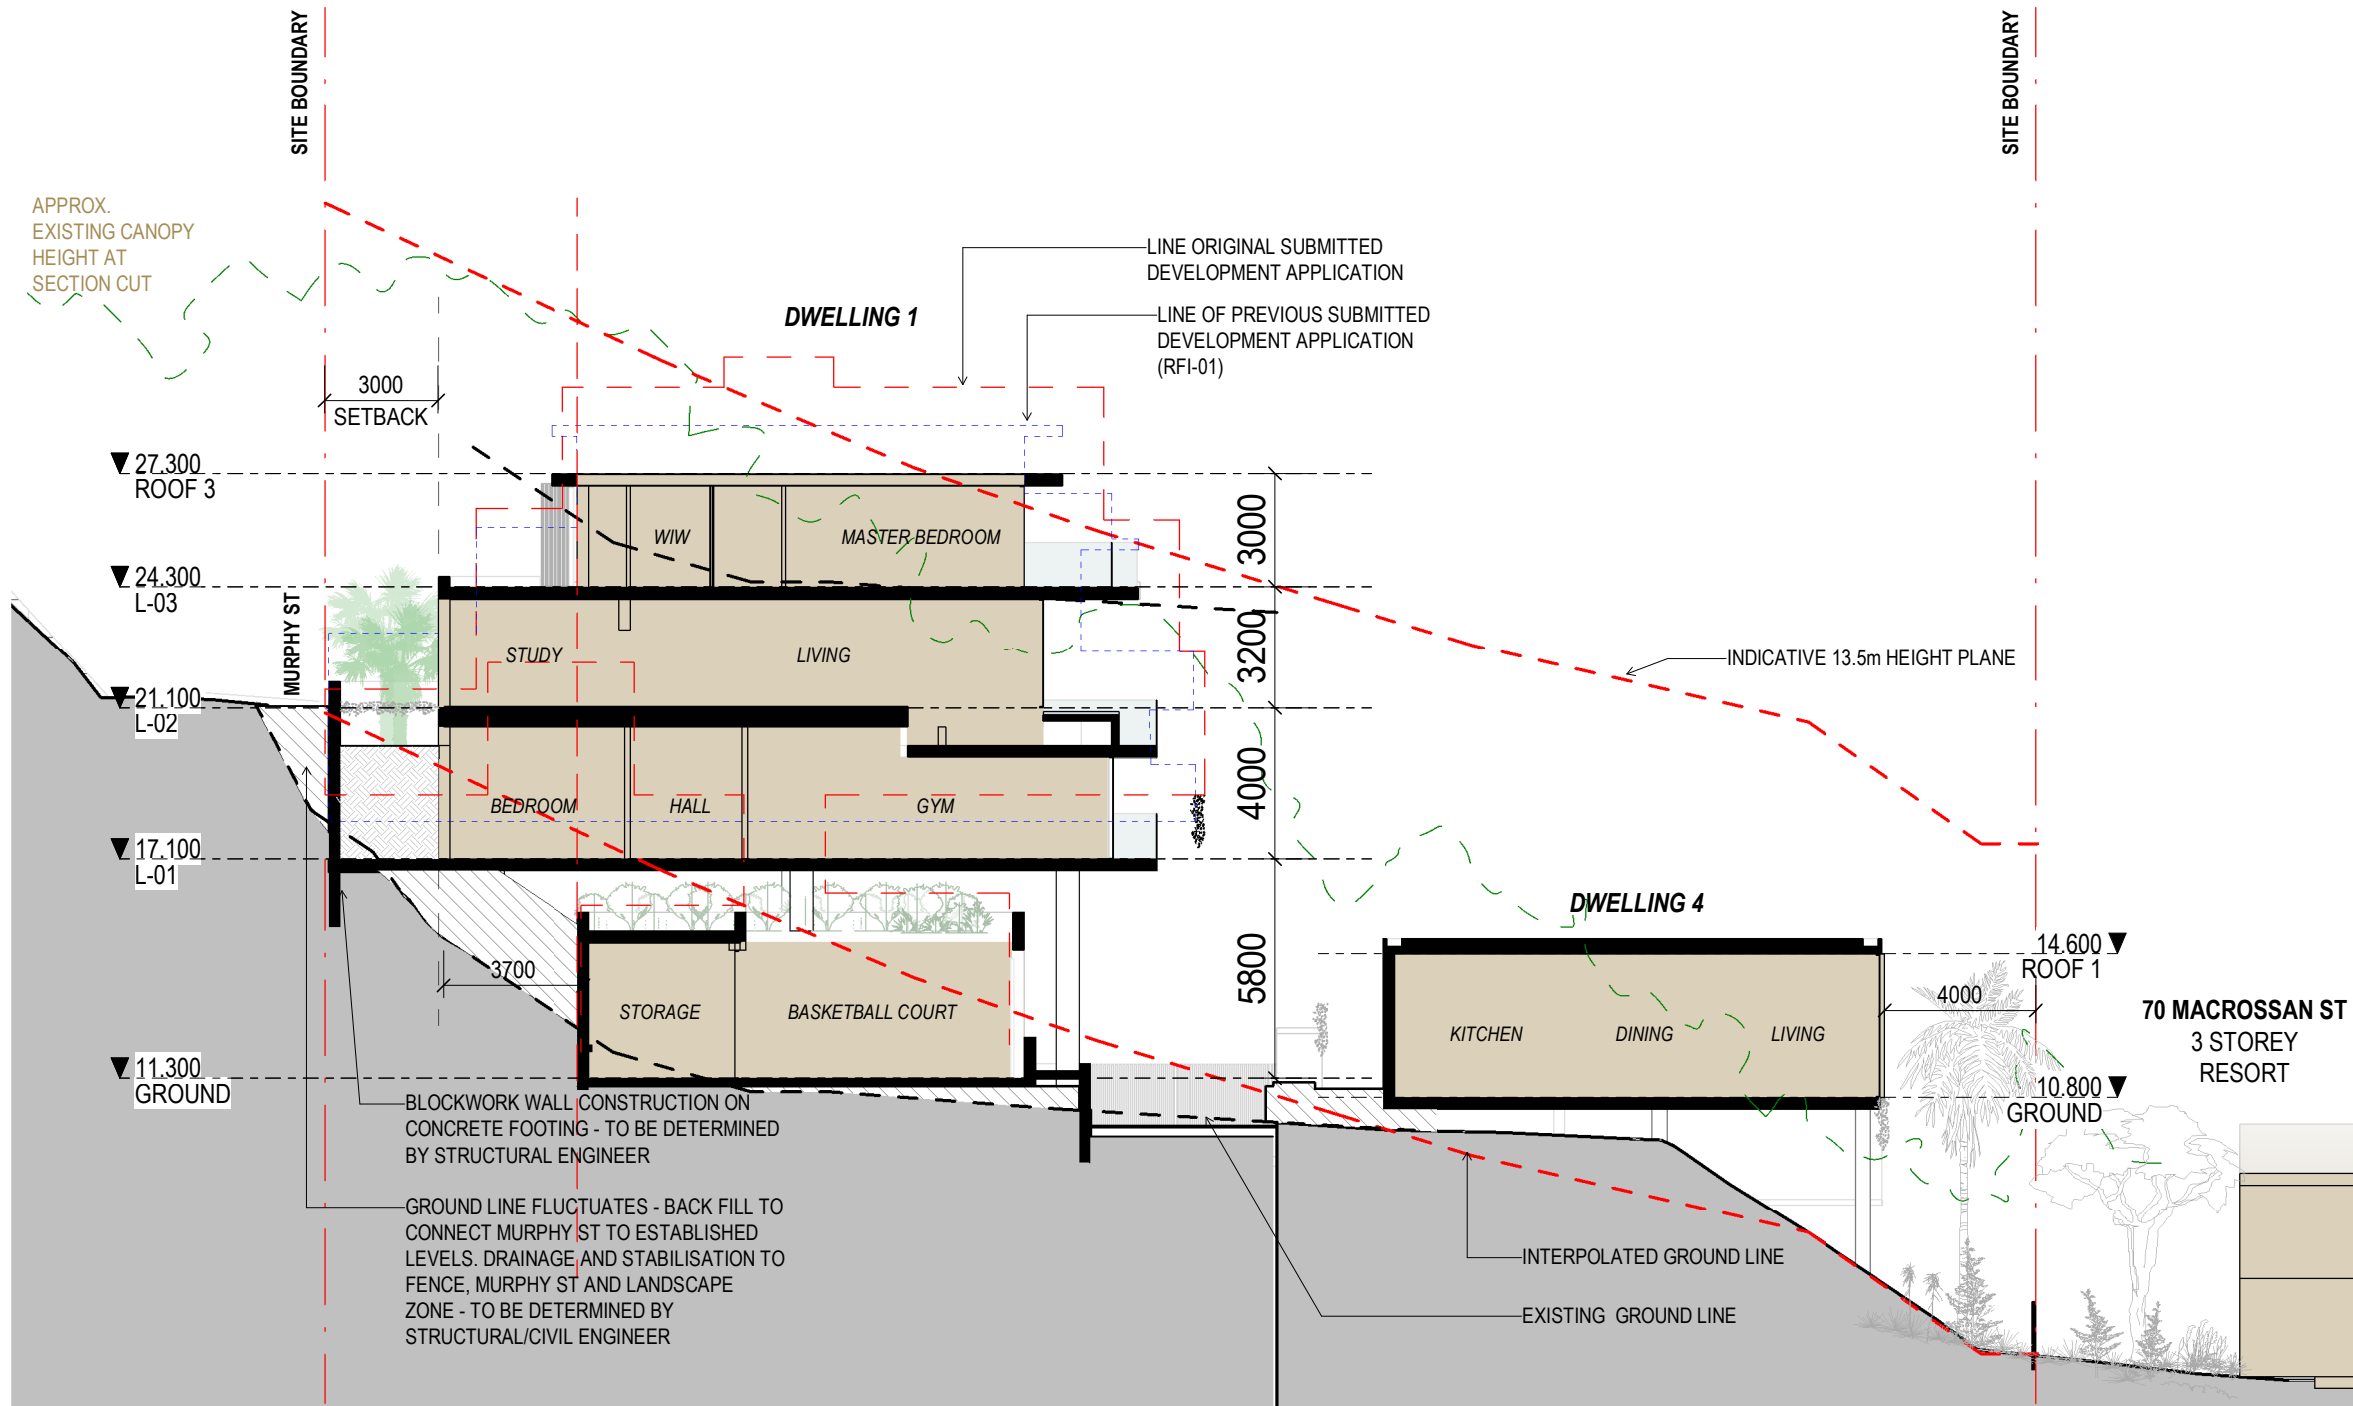 SITE BOUNDARY
SITE BOUNDARY
APPROX.
EXISTING CANOPY
HEIGHT AT
SECTION CUT
LINE ORIGINAL SUBMITTED
DEVELOPMENT APPLICATION
DWELLING 1
LINE OF PREVIOUS SUBMITTED
DEVELOPMENT APPLICATION
(RFI-01)
3000
SETBACK
27.300
ROOF 3
WIW
MASTER BEDROOM
3000
24.300
L-03
MURPHY ST
STUDY
LIVING
3200
INDICATIVE 13.5m HEIGHT PLANE
21.100
L-02
BEDROOM
HALL
GYM
4000
17.100
L-01
DWELLING 4
3700
5800
14.600
ROOF 1
4000
STORAGE
BASKETBALL COURT
KITCHEN
DINING
LIVING
70 MACROSSAN ST
3 STOREY
RESORT
11.300
GROUND
10.800
GROUND
BLOCKWORK WALL CONSTRUCTION ON
CONCRETE FOOTING - TO BE DETERMINED
BY STRUCTURAL ENGINEER
GROUND LINE FLUCTUATES - BACK FILL TO
CONNECT MURPHY ST TO ESTABLISHED
LEVELS. DRAINAGE AND STABILISATION TO
FENCE, MURPHY ST AND LANDSCAPE
ZONE - TO BE DETERMINED BY
STRUCTURAL/CIVIL ENGINEER
INTERPOLATED GROUND LINE
EXISTING  GROUND LINE